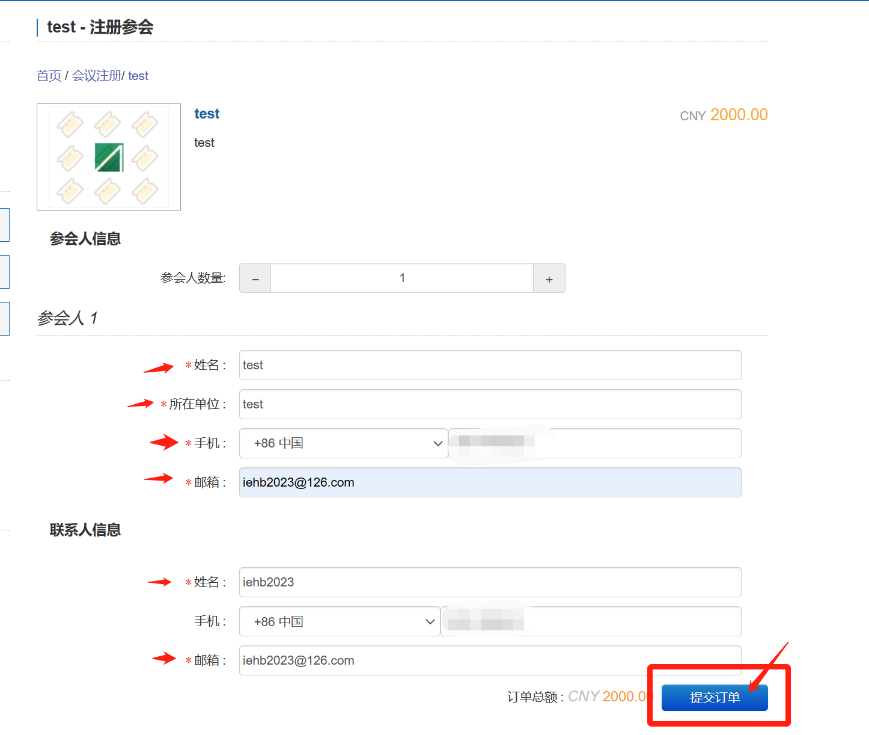 test - 注册参会
首页 / 会议注册/ test
test
CNY 2000.00
test
参会人信息
参会人数量:
−
1
+
参会人 1
* 姓名 : test
* 所在单位 : test
* 手机 : +86 中国
* 邮箱 : iehb2023@126.com
联系人信息
* 姓名 : iehb2023
手机 : +86 中国
* 邮箱 : iehb2023@126.com
订单总额 : CNY 2000.00 提交订单